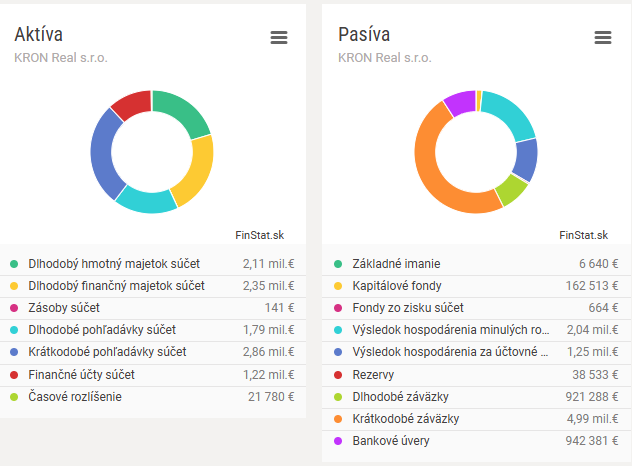 Aktíva
KRON Real s.r.o.
FinStat.sk
Dlhodobý hmotný majetok súčet 2,11 mil.€
Dlhodobý finančný majetok súčet 2,35 mil.€
Zásoby súčet 141 €
Dlhodobé pohľadávky súčet 1,79 mil.€
Krátkodobé pohľadávky súčet 2,86 mil.€
Finančné účty súčet 1,22 mil.€
Časové rozlíšenie 21 780 €
Pasíva
KRON Real s.r.o.
FinStat.sk
Základné imanie 6 640 €
Kapitálové fondy 162 513 €
Fondy zo zisku súčet 664 €
Výsledok hospodárenia minulých ro... 2,04 mil.€
Výsledok hospodárenia za účtovné ... 1,25 mil.€
Rezervy 38 533 €
Dlhodobé záväzky 921 288 €
Krátkodobé záväzky 4,99 mil.€
Bankové úvery 942 381 €